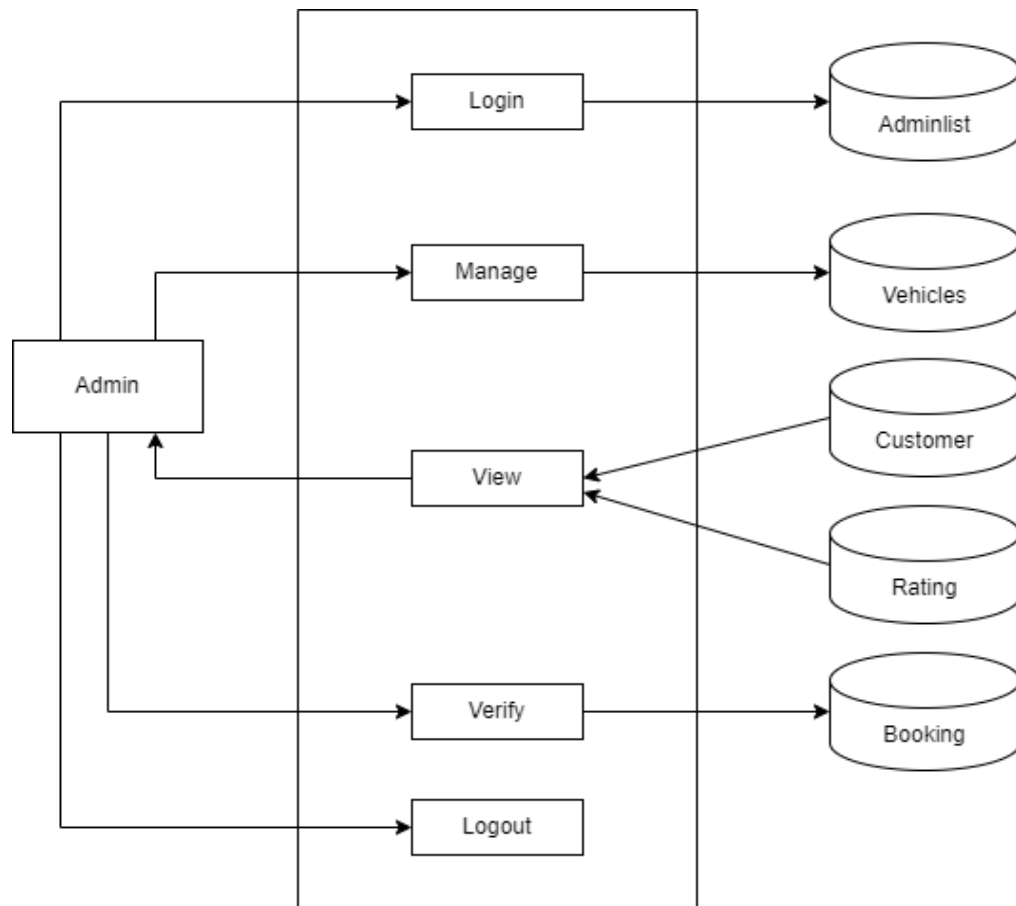 Login
Adminlist
Manage
Vehicles
Admin
Customer
View
Rating
Verify
Booking
Logout